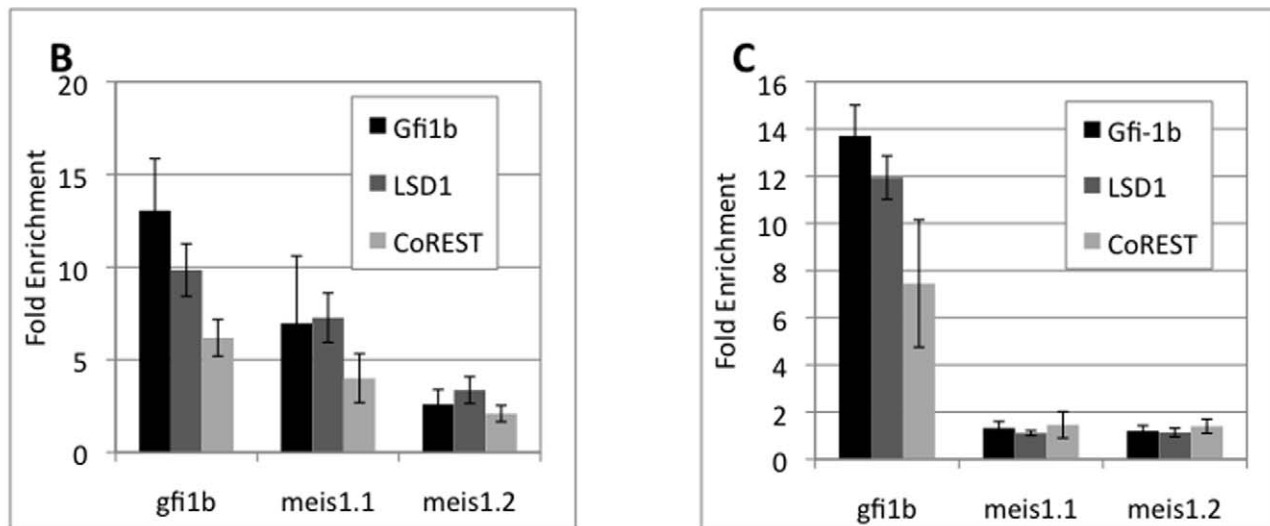 B
20
15
10
5
0
Fold Enrichment
Gfi1b
LSD1
CoREST
gfi1b meis1.1 meis1.2
C
16
14
12
10
8
6
4
2
0
Fold Enrichment
Gfi-1b
LSD1
CoREST
gfi1b meis1.1 meis1.2